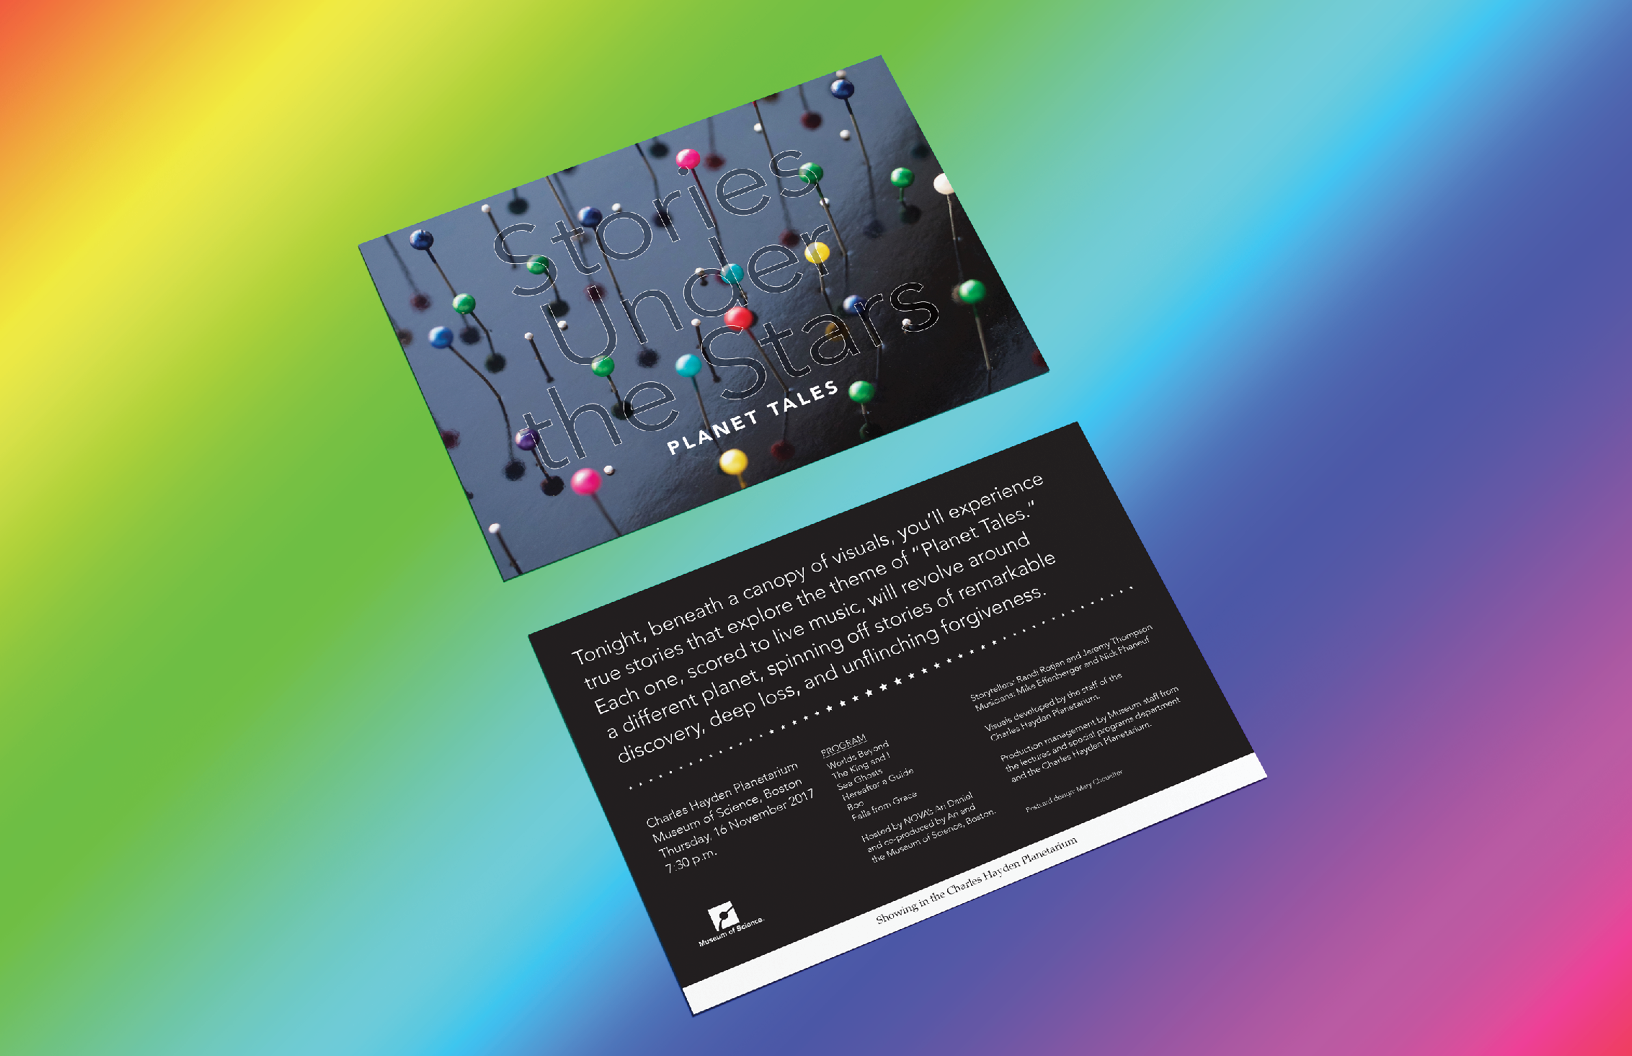 Stories
Under
the Stars
PLANET TALES
Tonight, beneath a canopy of visuals, you'll experience
true stories that explore the theme of "Planet Tales."
Each one, scored to live music, will revolve around
a different planet, spinning off stories of remarkable
discovery, deep loss, and unflinching forgiveness.
Charles Hayden Planetarium
Museum of Science, Boston
Thursday, 16 November 2017
7:30 p.m.
PROGRAM
Worlds Beyond
The King and I
Sea Ghosts
Hereafter a Guide
Boo
Falls from Grace
Hosted by NOVA's Ari Daniel
and co-produced by Ari and
the Museum of Science, Boston.
Storytellers: Randi and Jeremy Thompson
Musicians: Mike Effenberger and Nick Phaneuf
Visuals developed by the staff of the
Charles Hayden Planetarium.
Production management by Museum staff from
the lectures and special programs department
and the Charles Hayden Planetarium.
Postcard design: Mary
Museum of Science.
Showing in the Charles Hayden Planetarium